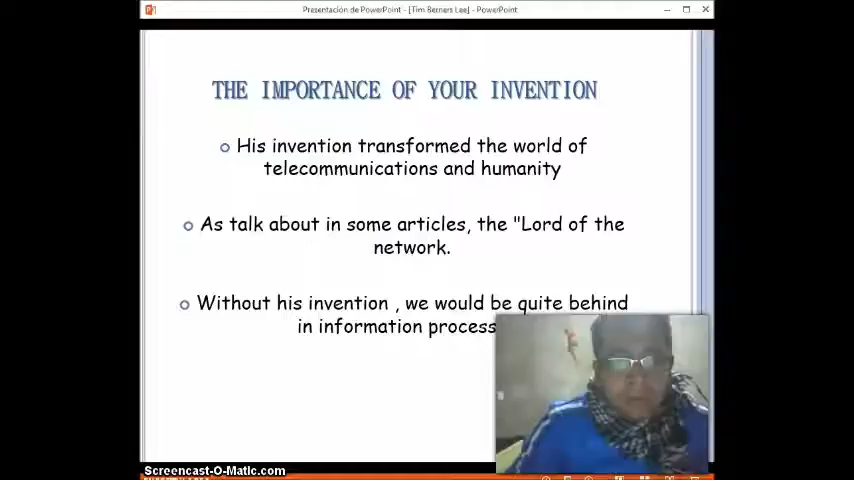 Presentación de PowerPoint - [Tim Berners Lee] - PowerPoint
THE IMPORTANCE OF YOUR INVENTION
His invention transformed the world of
telecommunications and humanity
As talk about in some articles, the "Lord of the
network.
Without his invention , we would be quite behind
in information process
Screencast-O-Matic.com